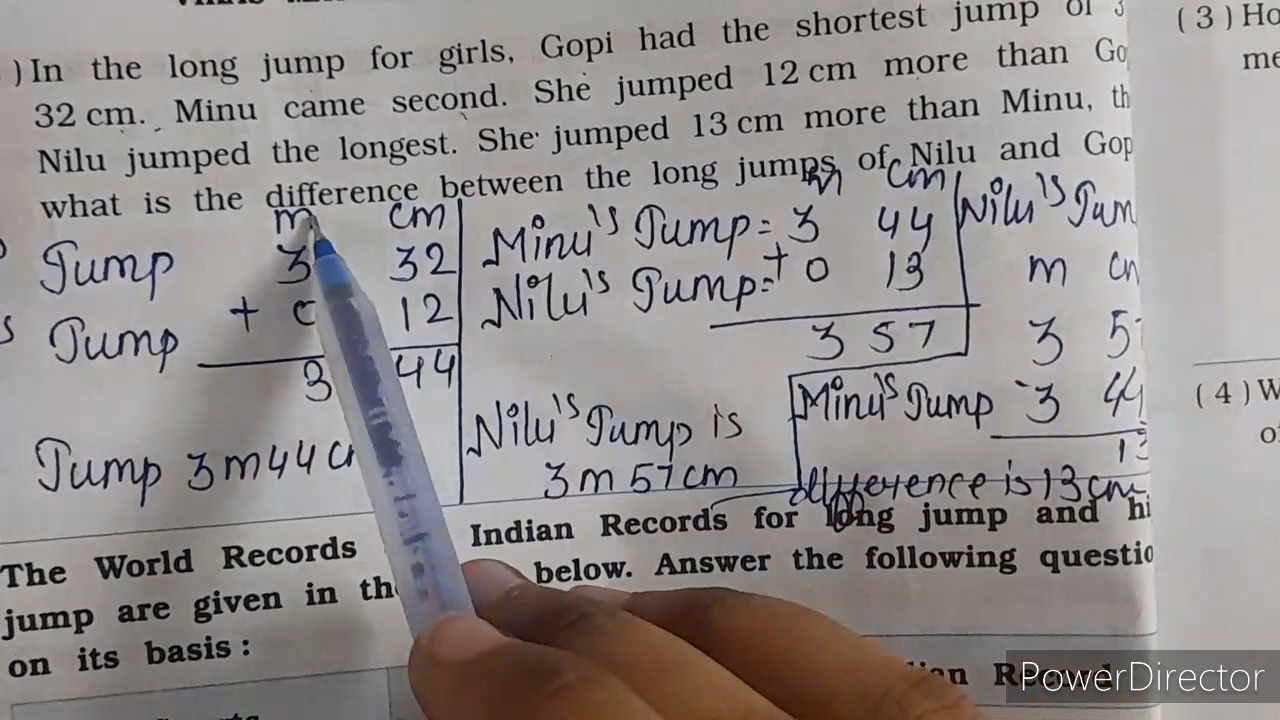 ) In the long jump for girls, Gopi had the shortest jump of 3
32 cm. Minu came second. She jumped 12 cm more than Go
Nilu jumped the longest. She jumped 13 cm more than Minu, th
what is the difference between the long jumps of Nilu and Gop
m cm
Jump 3 32
+ 12
Jump
3 44
Jump 3 m 44 c
m cm
Minu's Jump = 3 44
Nilu's Jump = + 0 13
3 57
Nilu's Jump is
3 m 57 cm
Nilu's Jum
m cm
3 5
Minu's Jump - 3 44
13
difference is 13 cm
The World Records Indian Records for long jump and hi
jump are given in th below. Answer the following questio
on its basis :
( 3 ) Ho
me
( 4 ) W
o
Record
PowerDirector